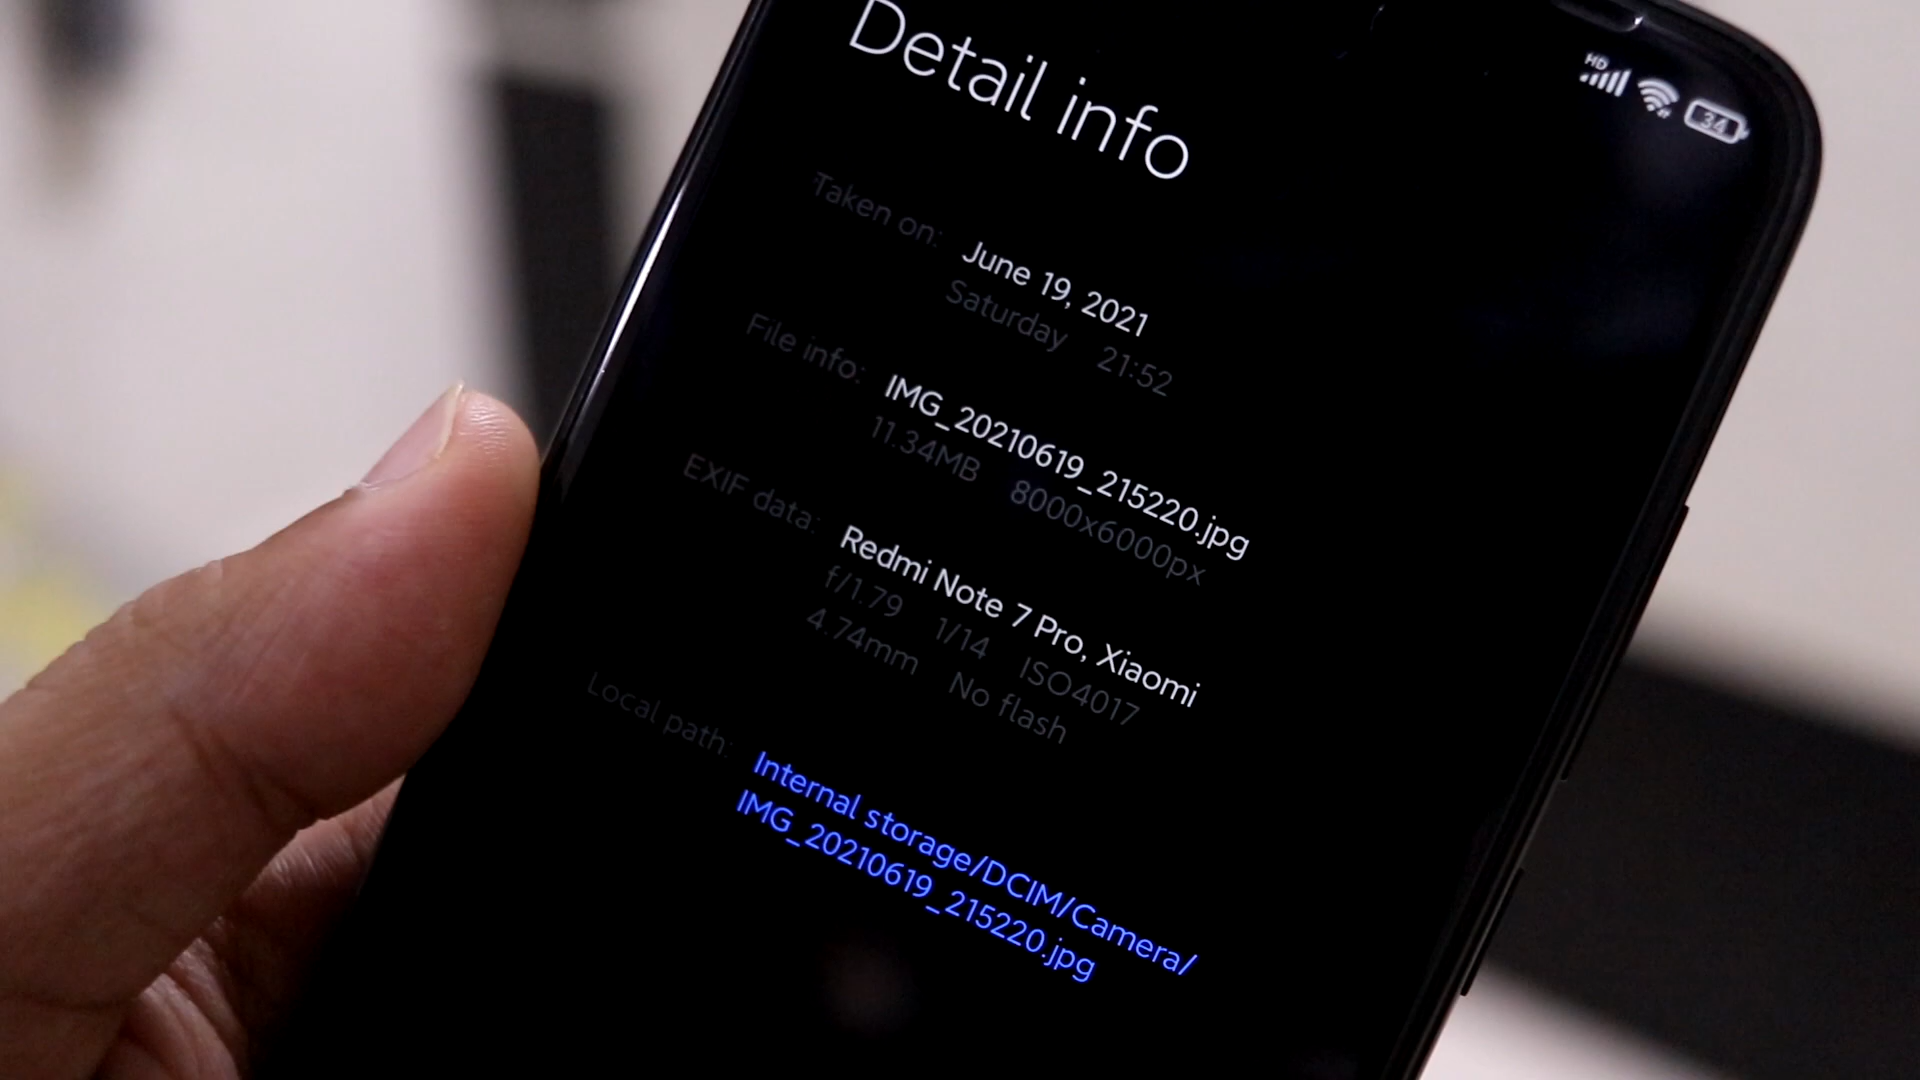 HD
34
Detail info
Taken on:
June 19, 2021
Saturday 21:52
File info:
IMG_20210619_215220.jpg
11.34MB 8000x6000px
EXIF data:
Redmi Note 7 Pro, Xiaomi
f/1.79 1/14 ISO4017
4.74mm No flash
Local path:
Internal storage/DCIM/Camera/
IMG_20210619_215220.jpg